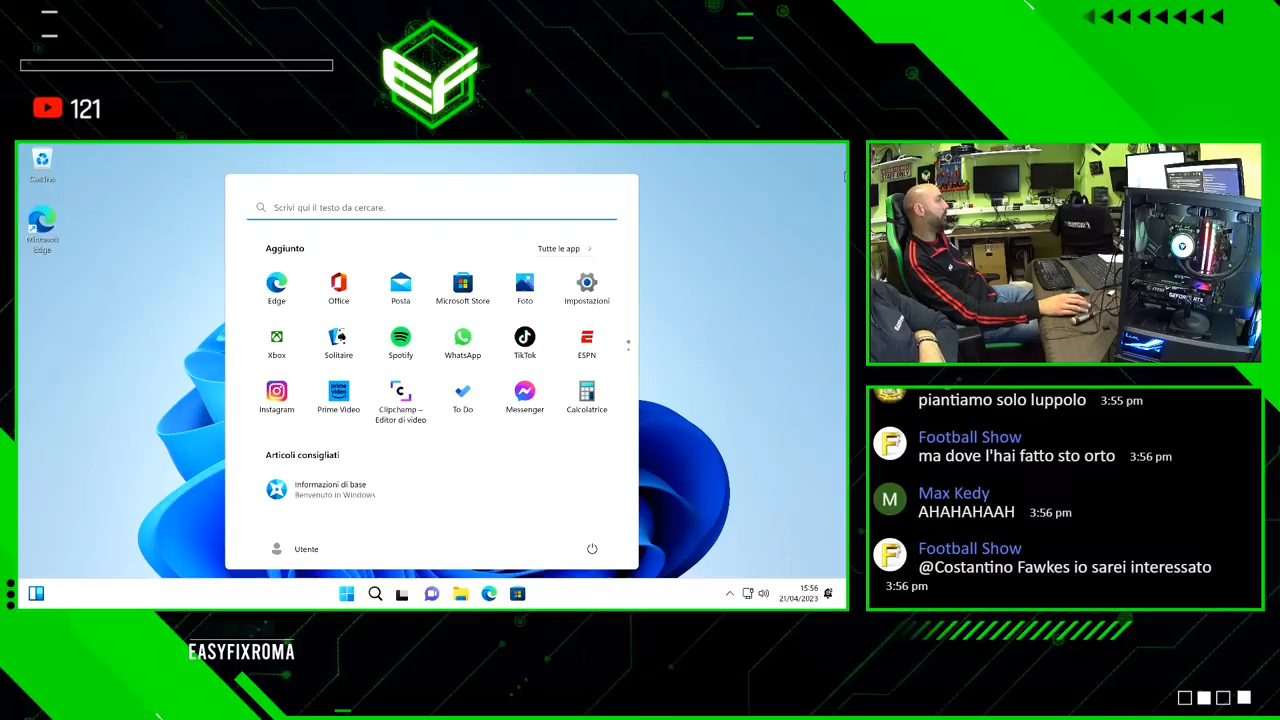 121
EF
Cestino
Microsoft
Edge
Scrivi qui il testo da cercare.
Aggiunto
Tutte le app
Edge
Office
Posta
Microsoft Store
Foto
Impostazioni
Xbox
Solitaire
Spotify
WhatsApp
TikTok
ESPN
prime video
Instagram
Prime Video
Clipchamp –
Editor di video
To Do
Messenger
Calcolatrice
Articoli consigliati
Informazioni di base
Benvenuto in Windows
Utente
15:56
21/04/2023
piantiamo solo luppolo 3:55 pm
Football Show
ma dove l'hai fatto sto orto 3:56 pm
M
Max Kedy
AHAHAHAAH 3:56 pm
Football Show
@Costantino Fawkes io sarei interessato
3:56 pm
EASYFIXROMA